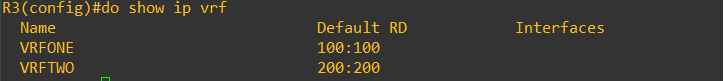 R3(config)#do show ip vrf
Name Default RD Interfaces
VRFONE 100:100
VRFTWO 200:200